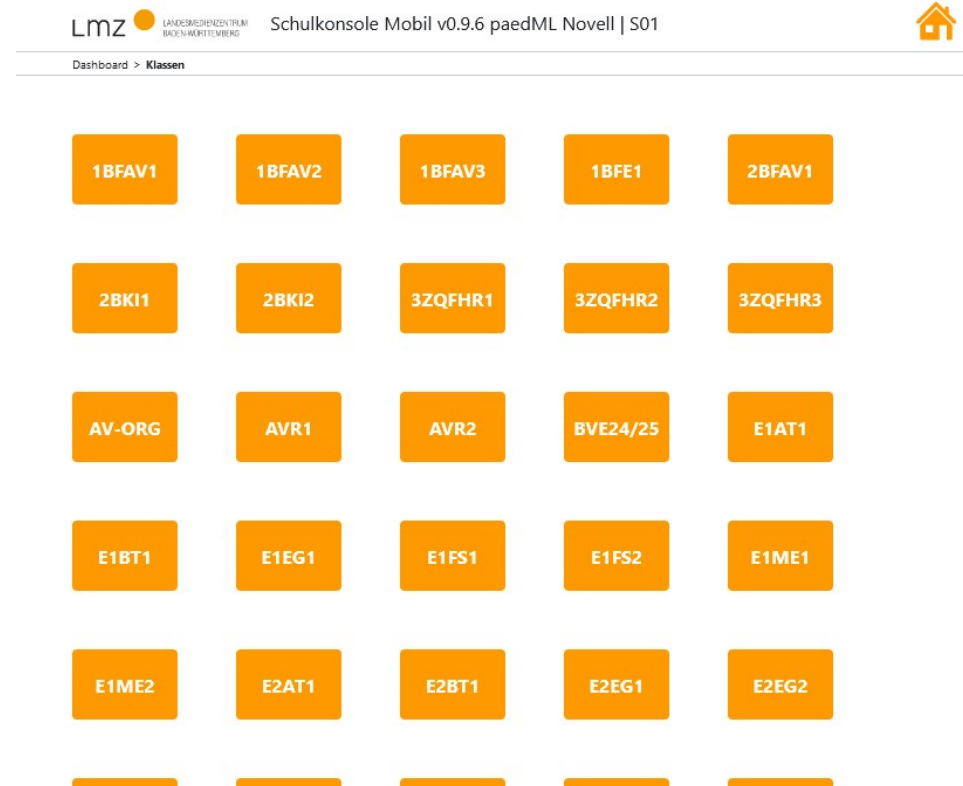 Lmz LANDESMEDIENZENTRUM
BADEN-WÜRTTEMBERG
Schulkonsole Mobil v0.9.6 paedML Novell | S01
Dashboard > Klassen
1BFAV1 1BFAV2 1BFAV3 1BFE1 2BFAV1
2BKI1 2BKI2 3ZQFHR1 3ZQFHR2 3ZQFHR3
AV-ORG AVR1 AVR2 BVE24/25 E1AT1
E1BT1 E1EG1 E1FS1 E1FS2 E1ME1
E1ME2 E2AT1 E2BT1 E2EG1 E2EG2